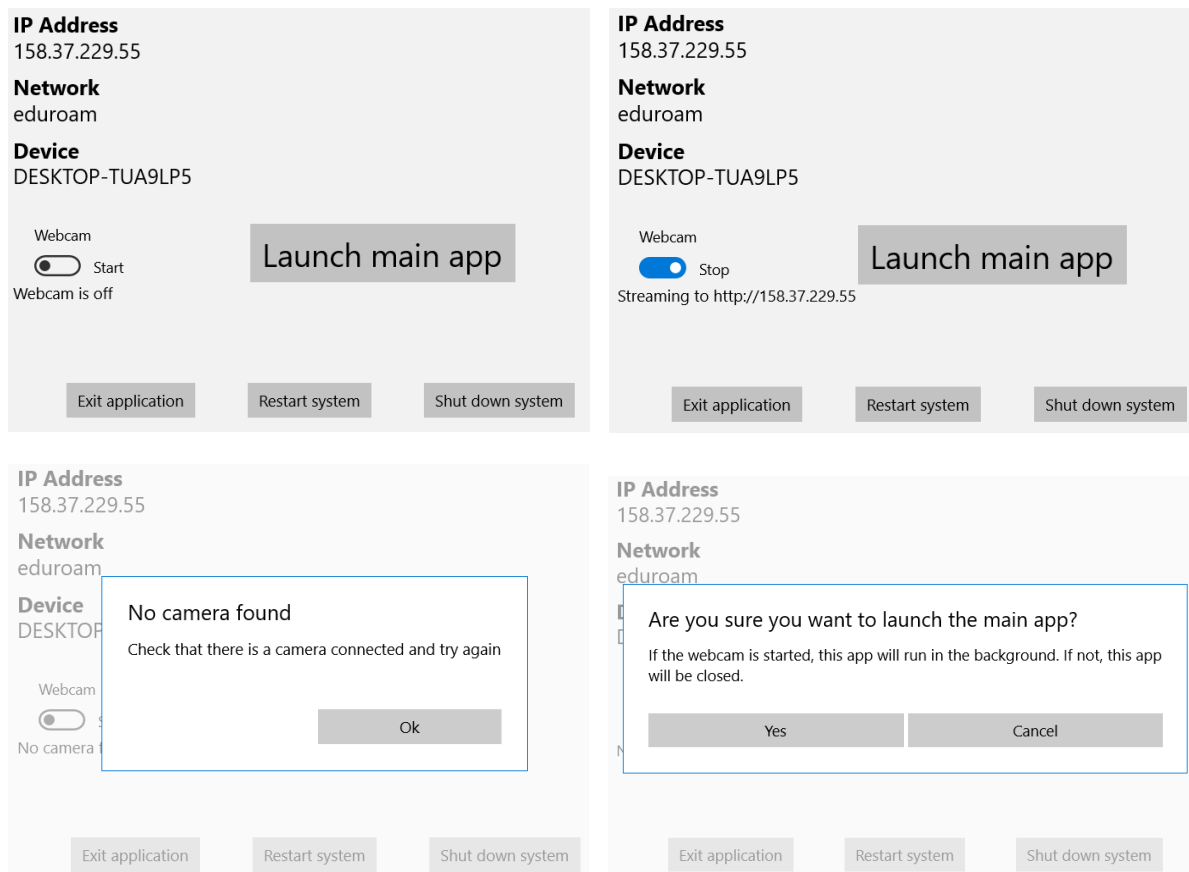 IP Address
158.37.229.55
Network
eduroam
Device
DESKTOP-TUA9LP5
Webcam
Start
Launch main app
Webcam is off
Exit application
Restart system
Shut down system
IP Address
158.37.229.55
Network
eduroam
Device
DESKTOP-TUA9LP5
Webcam
Stop
Launch main app
Streaming to http://158.37.229.55
Exit application
Restart system
Shut down system
IP Address
158.37.229.55
Network
eduroam
Device
DESKTOP
Webcam
No camera
No camera found
Check that there is a camera connected and try again
Ok
Exit application
Restart system
Shut down system
IP Address
158.37.229.55
Network
eduroam
Are you sure you want to launch the main app?
If the webcam is started, this app will run in the background. If not, this app
will be closed.
Yes
Cancel
Exit application
Restart system
Shut down system